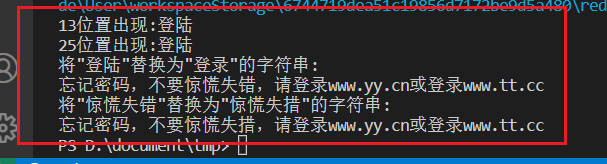 de\User\workspaceStorage\6744719dea51c19856d7172be9d5a480\red
13位置出现:登陆
25位置出现:登陆
将"登陆"替换为"登录"的字符串:
忘记密码，不要惊慌失错，请登录www.yy.cn或登录www.tt.cc
将"惊慌失错"替换为"惊慌失措"的字符串:
忘记密码，不要惊慌失措，请登录www.yy.cn或登录www.tt.cc
PS D:\document\tmp>